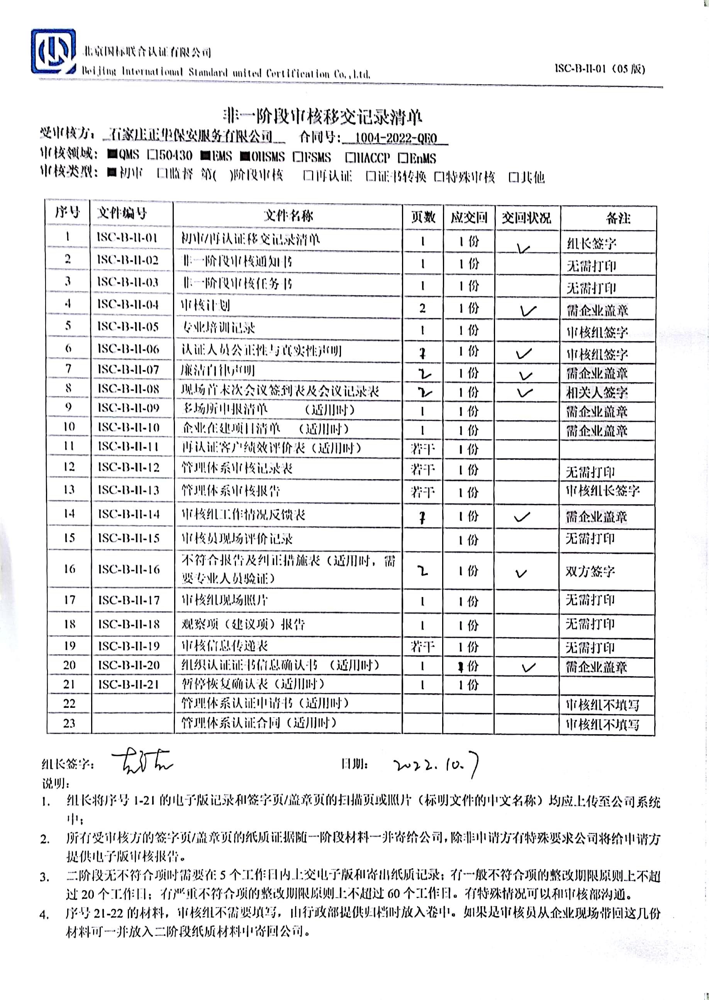 北京国标联合认证有限公司
Beijing International Standard united Certification Co.,Ltd.
ISC-B-II-01（05 版)
非一阶段审核移交记录清单
受审核方： 石家庄正华保安服务有限公司 合同号： 1004-2022-QEO
审核领域：■QMS □50430 ■EMS ■OHSMS □FSMS □HACCP □EnMS
审核类型：■初审 □监督 第( )阶段审核 □再认证 □证书转换 □特殊审核 □其他
序号 文件编号 文件名称 页数 应交回 交回状况 备注
1 ISC-B-II-01 初审/再认证移交记录清单 1 1 份 ✓ 组长签字
2 ISC-B-II-02 非一阶段审核通知书 1 1 份 无需打印
3 ISC-B-II-03 非一阶段审核任务书 1 1 份 无需打印
4 ISC-B-II-04 审核计划 2 1 份 ✓ 需企业盖章
5 ISC-B-II-05 专业培训记录 1 1 份 审核组签字
6 ISC-B-II-06 认证人员公正性与真实性声明 1 份 ✓ 审核组签字
7 ISC-B-II-07 廉洁自律声明 2 1 份 ✓ 需企业盖章
8 ISC-B-II-08 现场首末次会议签到表及会议记录表 2 1 份 ✓ 相关人签字
9 ISC-B-II-09 多场所申报清单 （适用时） 1 1 份 需企业盖章
10 ISC-B-II-10 企业在建项目清单 （适用时） 1 1 份 需企业盖章
11 ISC-B-II-11 再认证客户绩效评价表（适用时） 若干 1 份
12 ISC-B-II-12 管理体系审核记录表 若干 1 份 无需打印
13 ISC-B-II-13 管理体系审核报告 若干 1 份 审核组长签字
14 ISC-B-II-14 审核组工作情况反馈表 1 份 ✓ 需企业盖章
15 ISC-B-II-15 审核员现场评价记录 1 份 无需打印
16 ISC-B-II-16 不符合报告及纠正措施表（适用时，需
要专业人员验证） 2 1 份 ✓ 双方签字
17 ISC-B-II-17 审核组现场照片 1 1 份 无需打印
18 ISC-B-II-18 观察项（建议项）报告 1 1 份 无需打印
19 ISC-B-II-19 审核信息传递表 若干 1 份 无需打印
20 ISC-B-II-20 组织认证证书信息确认书 （适用时） 1 1份 ✓ 需企业盖章
21 ISC-B-II-21 暂停恢复确认表（适用时） 1 1 份
22 管理体系认证申请书（适用时） 审核组不填写
23 管理体系认证合同（适用时） 审核组不填写
组长签字： 日期： 2022.10.7
说明：
1. 组长将序号 1-21 的电子版记录和签字页/盖章页的扫描页或照片（标明文件的中文名称）均应上传至公司系统
中；
2. 所有受审核方的签字页/盖章页的纸质证据随一阶段材料一并寄给公司，除非申请方有特殊要求公司将给申请方
提供电子版审核报告。
3. 二阶段无不符合项时需要在 5 个工作日内上交电子版和寄出纸质记录；有一般不符合项的整改期限原则上不超
过 20 个工作日；有严重不符合项的整改期限原则上不超过 60 个工作日。有特殊情况可以和审核部沟通。
4. 序号 21-22 的材料，审核组不需要填写，由行政部提供归档时放入卷中。如果是审核员从企业现场带回这几份
材料可一并放入二阶段纸质材料中寄回公司。